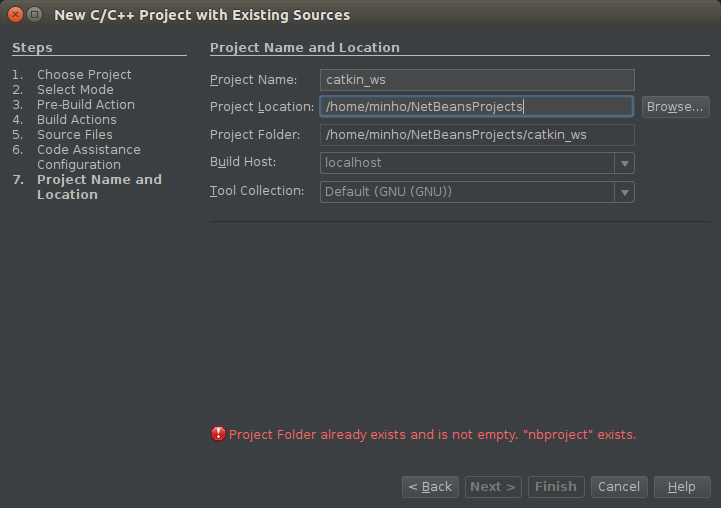 New C/C++ Project with Existing Sources
Steps
1. Choose Project
2. Select Mode
3. Pre-Build Action
4. Build Actions
5. Source Files
6. Code Assistance
Configuration
7. Project Name and
Location
Project Name and Location
Project Name: catkin_ws
Project Location: /home/minho/NetBeansProjects Browse...
Project Folder: /home/minho/NetBeansProjects/catkin_ws
Build Host: localhost
Tool Collection: Default (GNU (GNU))
Project Folder already exists and is not empty. "nbproject" exists.
< Back Next > Finish Cancel Help